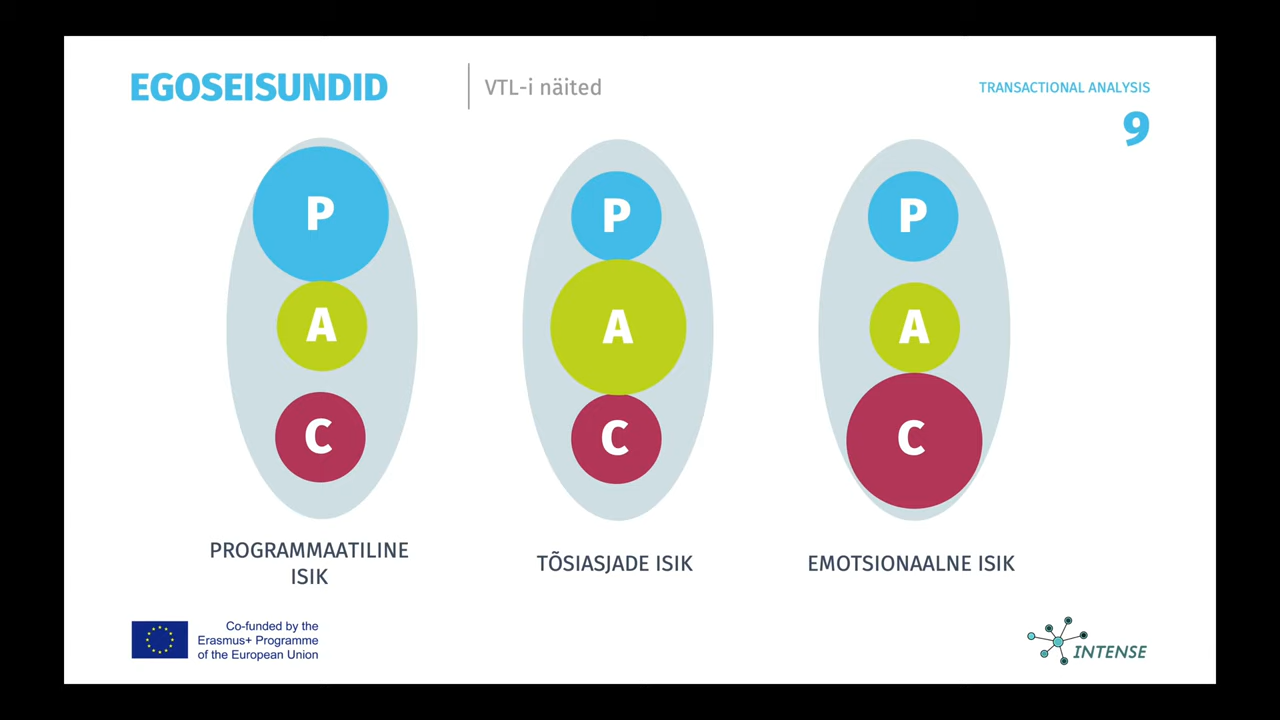 EGOSEISUNDID
VTL-i näited
TRANSACTIONAL ANALYSIS
9
P
A
C
PROGRAMMAATILINE
ISIK
P
A
C
TÕSIASJADE ISIK
P
A
C
EMOTSIONAALNE ISIK
Co-funded by the
Erasmus+ Programme
of the European Union
INTENSE